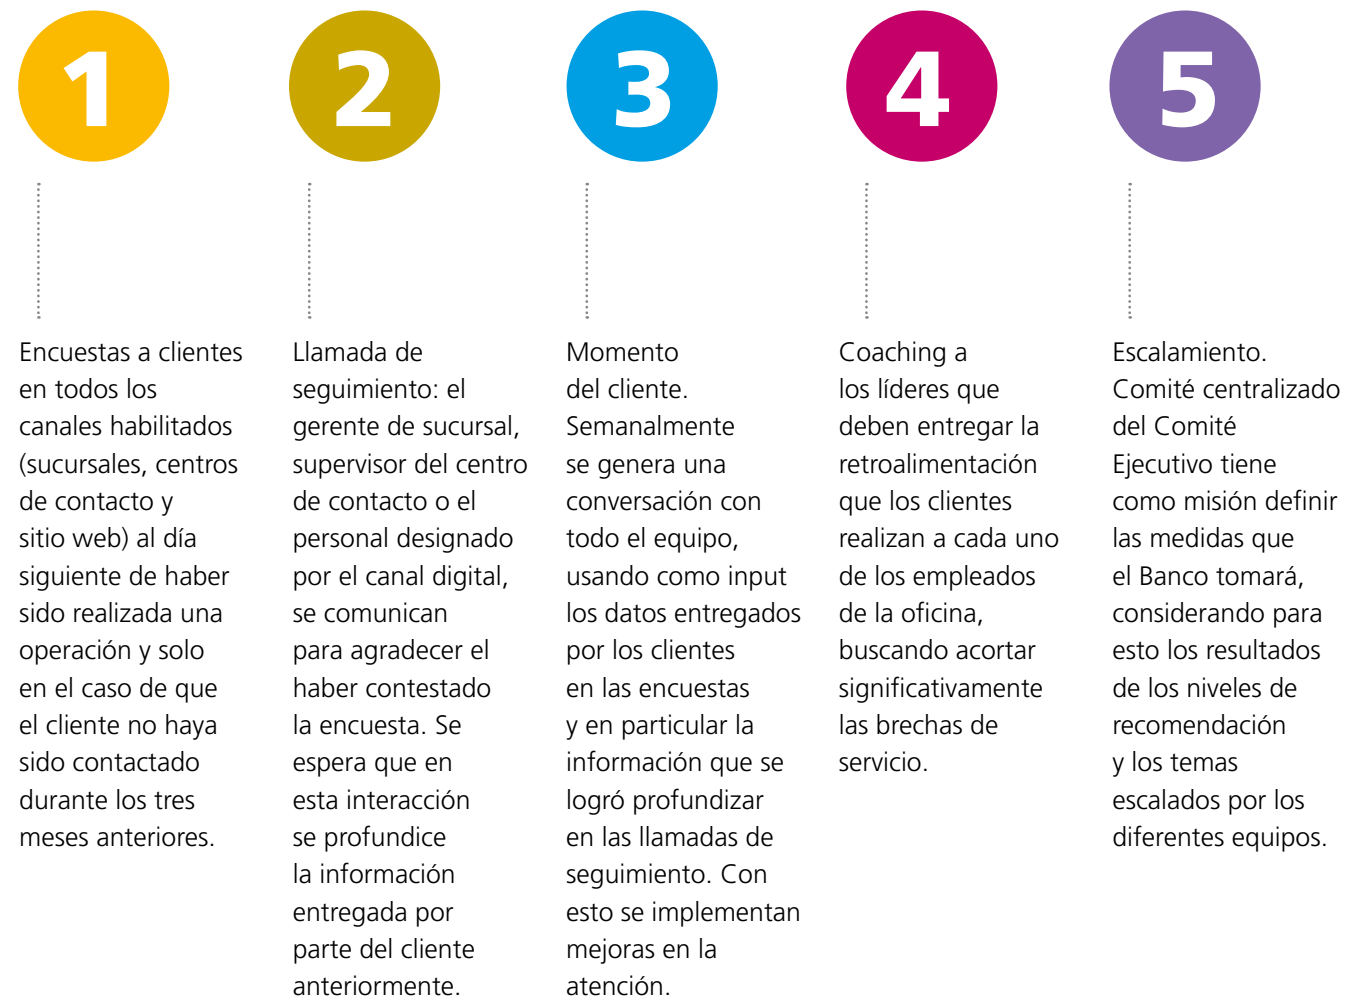 1
Encuestas a clientes
en todos los
canales habilitados
(sucursales, centros
de contacto y
sitio web) al día
siguiente de haber
sido realizada una
operación y solo
en el caso de que
el cliente no haya
sido contactado
durante los tres
meses anteriores.
2
Llamada de
seguimiento: el
gerente de sucursal,
supervisor del centro
de contacto o el
personal designado
por el canal digital,
se comunican
para agradecer el
haber contestado
la encuesta. Se
espera que en
esta interacción
se profundice
la información
entregada por
parte del cliente
anteriormente.
3
Momento
del cliente.
Semanalmente
se genera una
conversación con
todo el equipo,
usando como input
los datos entregados
por los clientes
en las encuestas
y en particular la
información que se
logró profundizar
en las llamadas de
seguimiento. Con
esto se implementan
mejoras en la
atención.
4
Coaching a
los líderes que
deben entregar la
retroalimentación
que los clientes
realizan a cada uno
de los empleados
de la oficina,
buscando acortar
significativamente
las brechas de
servicio.
5
Escalamiento.
Comité centralizado
del Comité
Ejecutivo tiene
como misión definir
las medidas que
el Banco tomará,
considerando para
esto los resultados
de los niveles de
recomendación
y los temas
escalados por los
diferentes equipos.